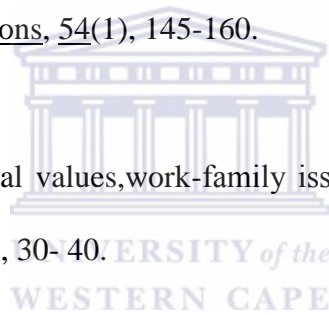 ons, 54(1), 145-160.
al values,work-family iss
, 30- 40.
UNIVERSITY of the
WESTERN CAPE